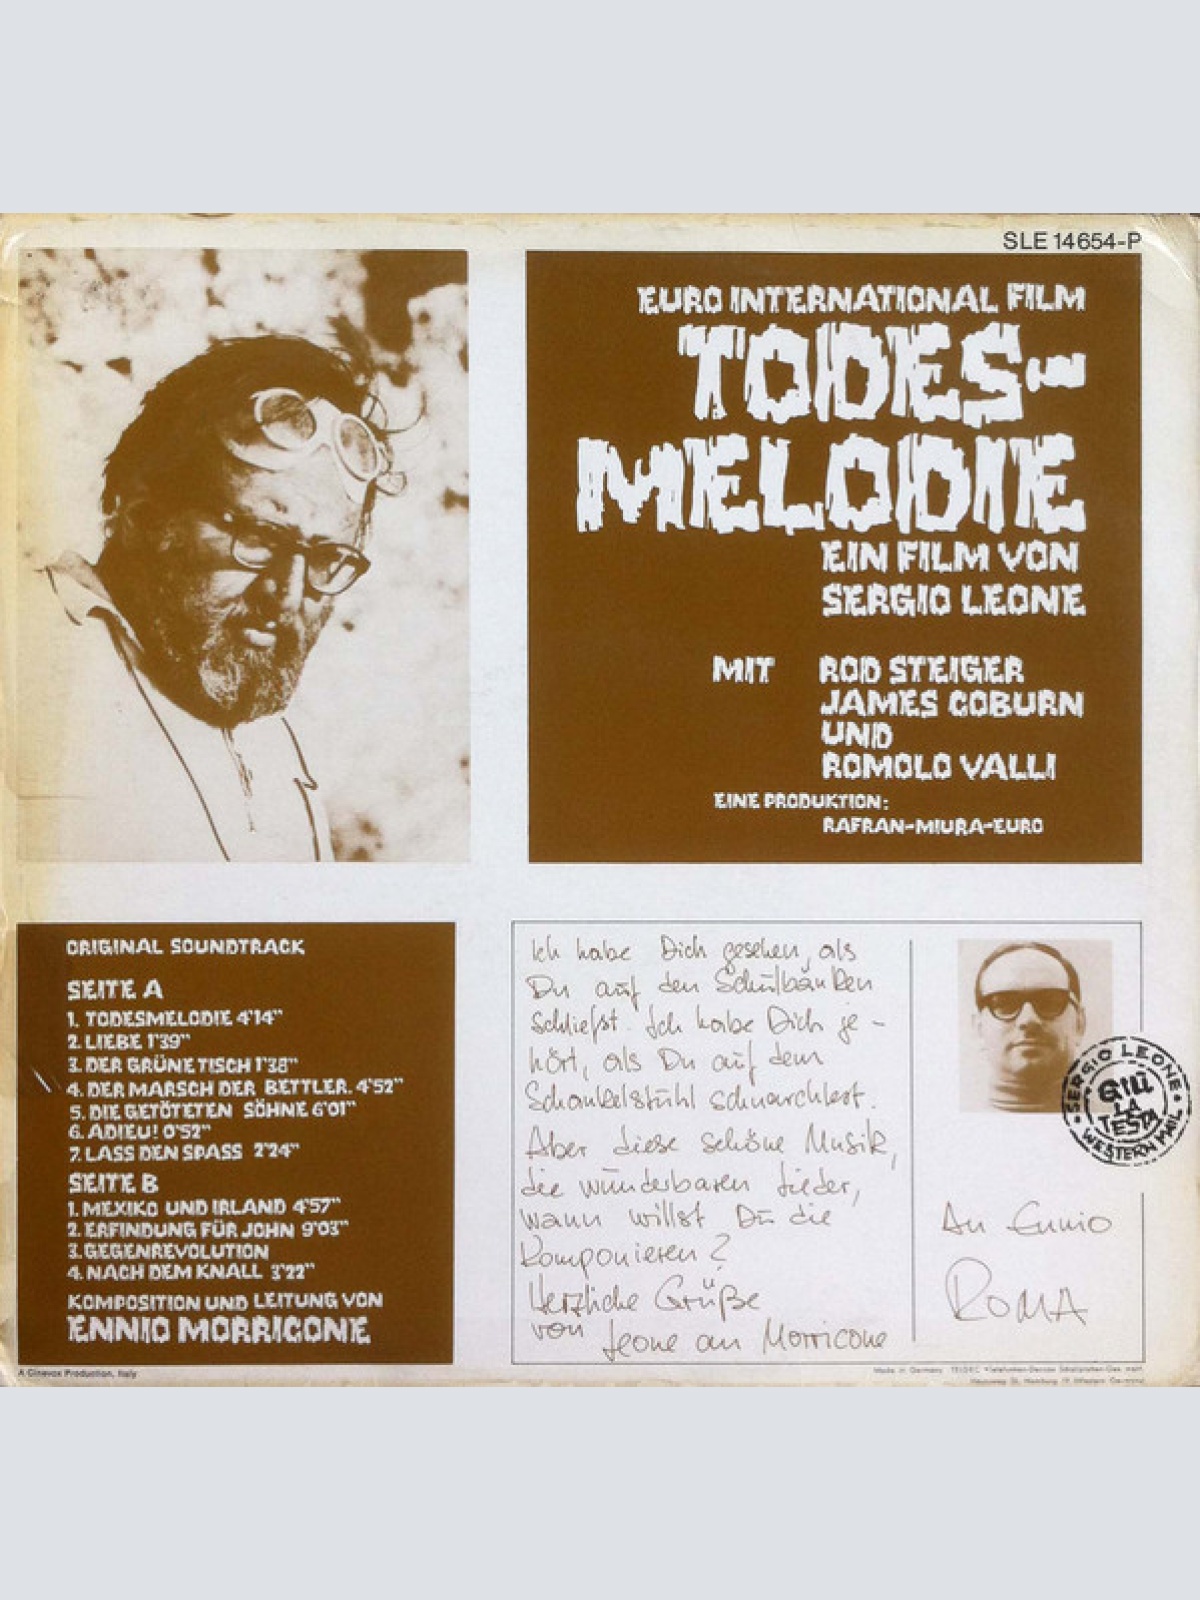 SLE 14654-P
EURO INTERNATIONAL FILM
TODES-
MELODIE
EIN FILM VON
SERGIO LEONE
MIT ROD STEIGER
JAMES COBURN
UND
ROMOLO VALLI
EINE PRODUKTION:
RAFRAN-MIURA-EURO
ORIGINAL SOUNDTRACK
SEITE A
1. TODESMELODIE 4'14"
2. LIEBE 1'39"
3. DER GRÜNE TISCH 1'38"
4. DER MARSCH DER BETTLER. 4'52"
5. DIE GETÖTETEN SÖHNE 6'01"
6. ADIEU! 0'52"
7. LASS DEN SPASS 2'24"
SEITE B
1. MEXIKO UND IRLAND 4'57"
2. ERFINDUNG FÜR JOHN 9'03"
3. GEGENREVOLUTION
4. NACH DEM KNALL 3'22"
KOMPOSITION UND LEITUNG VON
ENNIO MORRICONE
A Cinevox Production, Italy
Ich habe Dich gesehen, als
Du auf den Schulbänken
schliefst. Ich habe Dich ge-
hört, als Du auf dem
Schaukelstuhl schnarchtest.
Aber diese schöne Musik,
die wunderbaren Lieder,
wann willst Du die
komponieren?
Herzliche Grüße
von Leone an Morricone
SERGIO LEONE
GIÙ
LA
TESTA
WESTERN MAIL
An Ennio
ROMA
Made in Germany TELDEC